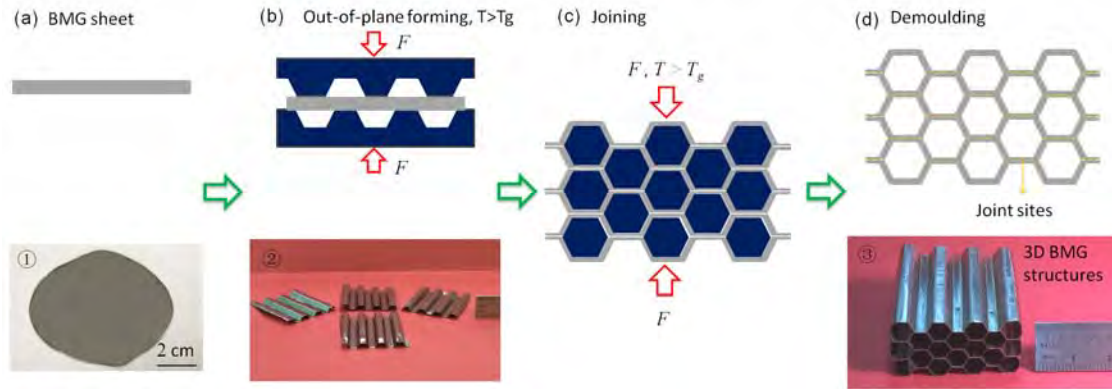 (a) BMG sheet
(b) Out-of-plane forming, T>Tg
F
F
(c) Joining
F, T > Tg
F
(d) Demoulding
Joint sites
①
2 cm
②
③
3D BMG
structures